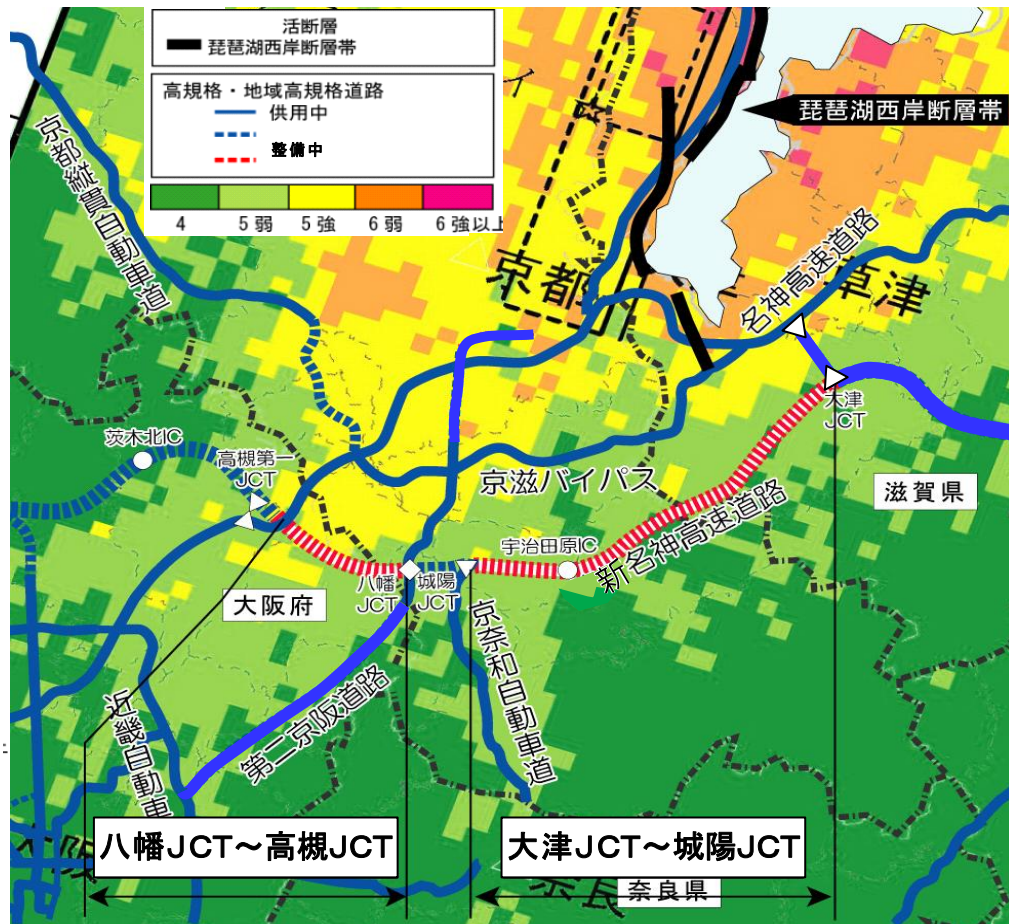 活断層
琵琶湖西岸断層帯
高規格・地域高規格道路
供用中
整備中
4
5弱
5強
6弱
6強以上
琵琶湖西岸断層帯
京都縦貫自動車道
京都
名神高速道路
草津
大津
JCT
茨木北IC
高槻第一
JCT
京滋バイパス
滋賀県
宇治田原IC
新名神高速道路
八幡
JCT
城陽
JCT
大阪府
京奈和自動車道
第二京阪道路
近畿自動車
八幡JCT～高槻JCT
大津JCT～城陽JCT
大阪
奈良
奈良県